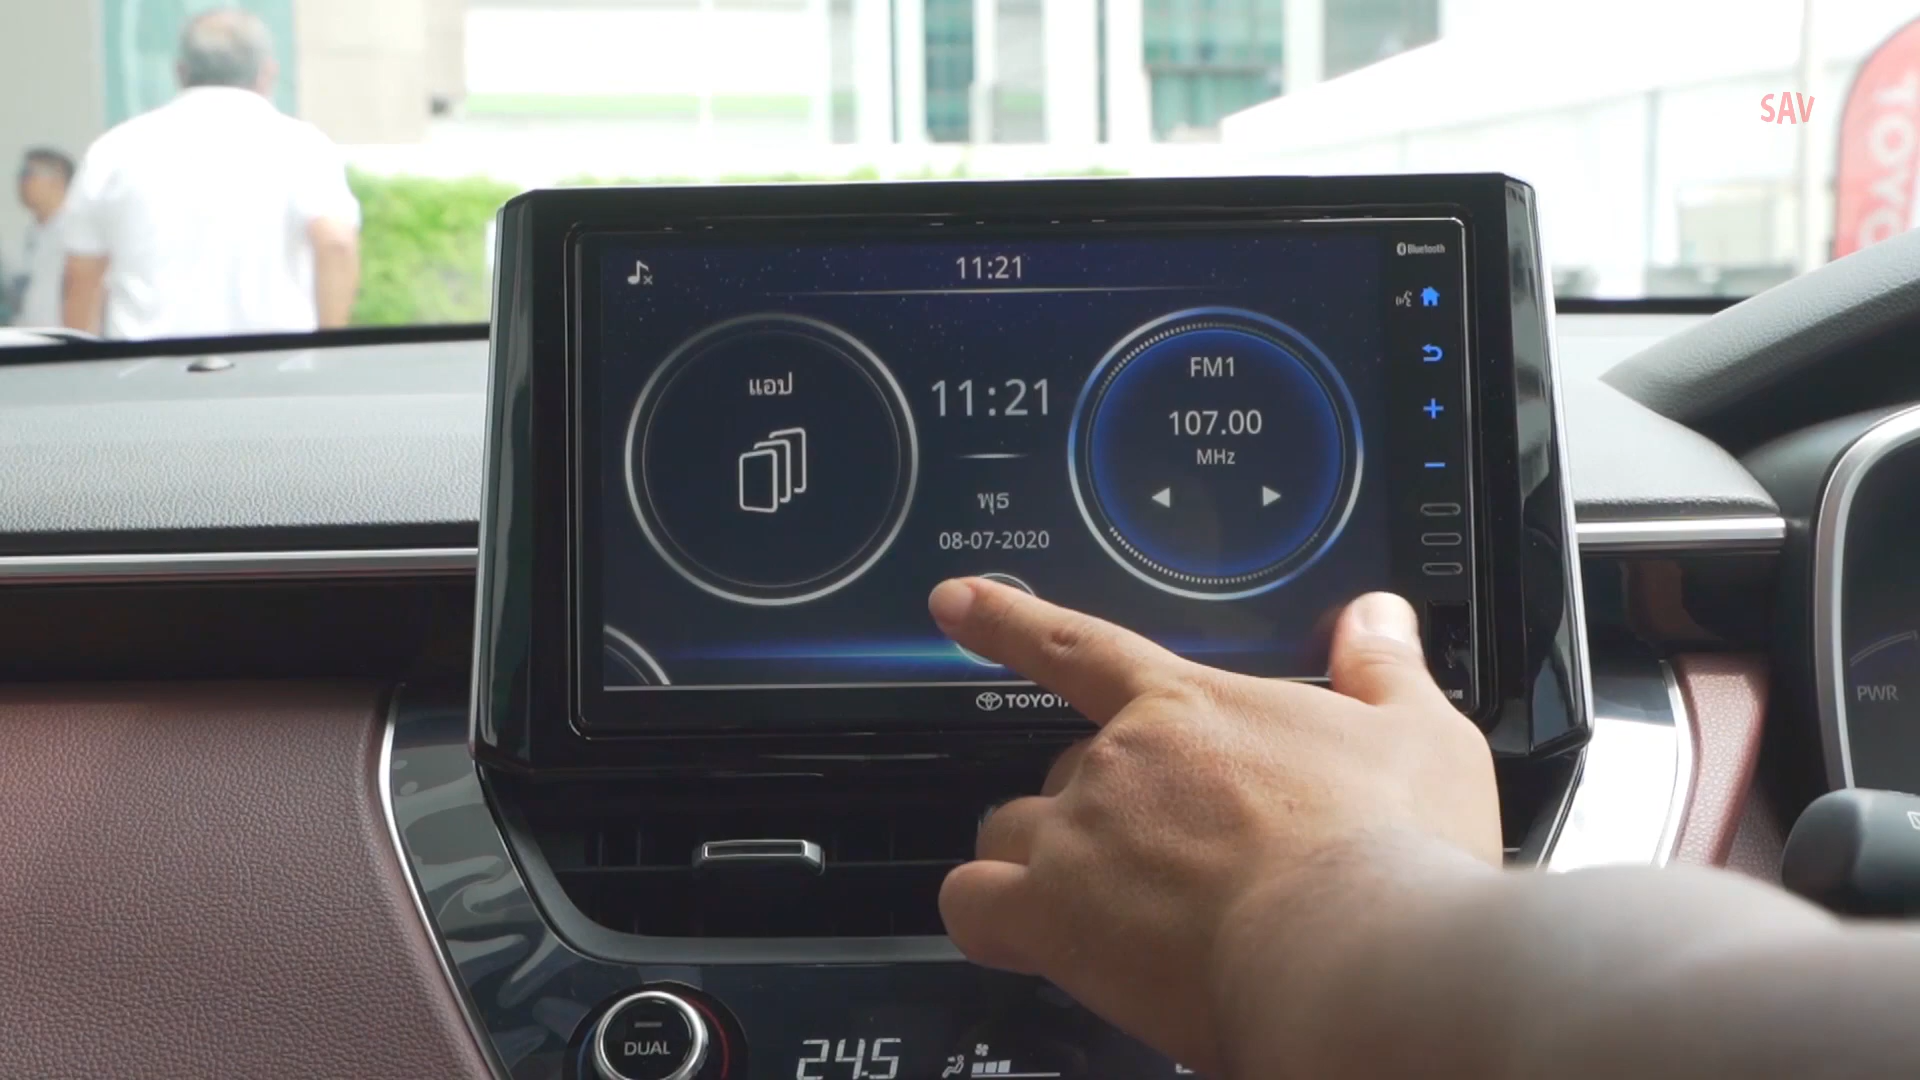 SAV
TOYO
Bluetooth
11:21
แอป
11:21
พุธ
08-07-2020
FM1
107.00
MHz
TOYOTA
PWR
DUAL
24.5